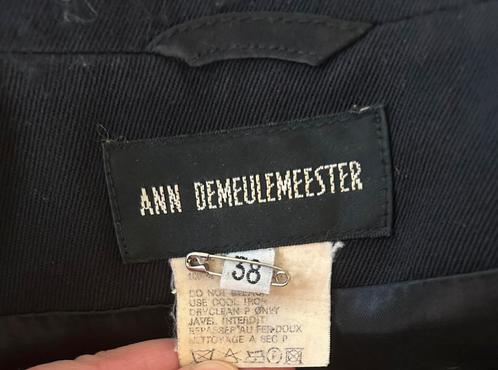 ANN DEMEULEMEESTER
38
DO NOT BLEACH
USE COOL IRON
DRYCLEAN P ONLY
JAVEL INTERDIT
REPASSER AU FER DOUX
NETTOYAGE A SEC P